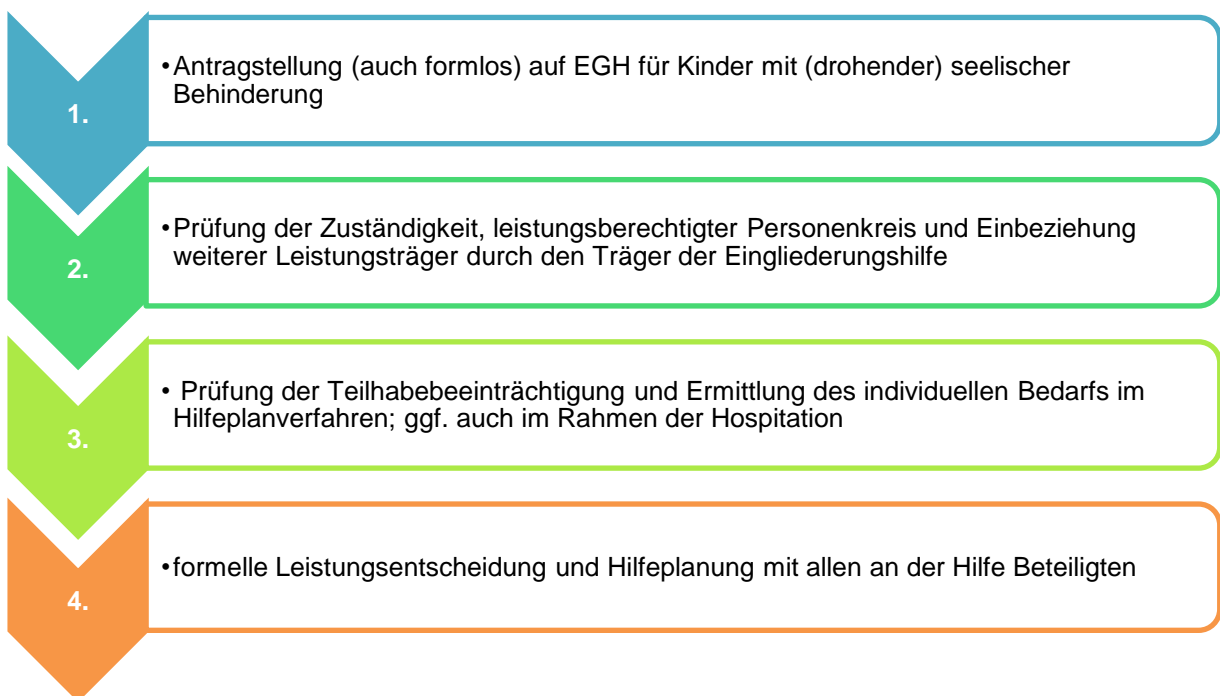 1.
•Antragstellung (auch formlos) auf EGH für Kinder mit (drohender) seelischer
Behinderung
2.
•Prüfung der Zuständigkeit, leistungsberechtigter Personenkreis und Einbeziehung
weiterer Leistungsträger durch den Träger der Eingliederungshilfe
3.
• Prüfung der Teilhabebeeinträchtigung und Ermittlung des individuellen Bedarfs im
Hilfeplanverfahren; ggf. auch im Rahmen der Hospitation
4.
•formelle Leistungsentscheidung und Hilfeplanung mit allen an der Hilfe Beteiligten